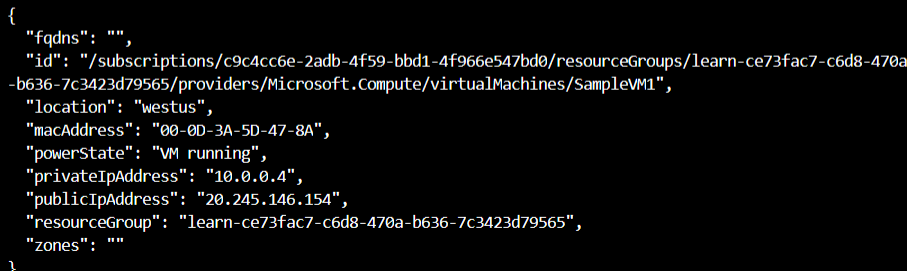 {
  "fqdns": "",
  "id": "/subscriptions/c9c4cc6e-2adb-4f59-bbd1-4f966e547bd0/resourceGroups/learn-ce73fac7-c6d8-470a
-b636-7c3423d79565/providers/Microsoft.Compute/virtualMachines/SampleVM1",
  "location": "westus",
  "macAddress": "00-0D-3A-5D-47-8A",
  "powerState": "VM running",
  "privateIpAddress": "10.0.0.4",
  "publicIpAddress": "20.245.146.154",
  "resourceGroup": "learn-ce73fac7-c6d8-470a-b636-7c3423d79565",
  "zones": ""
}